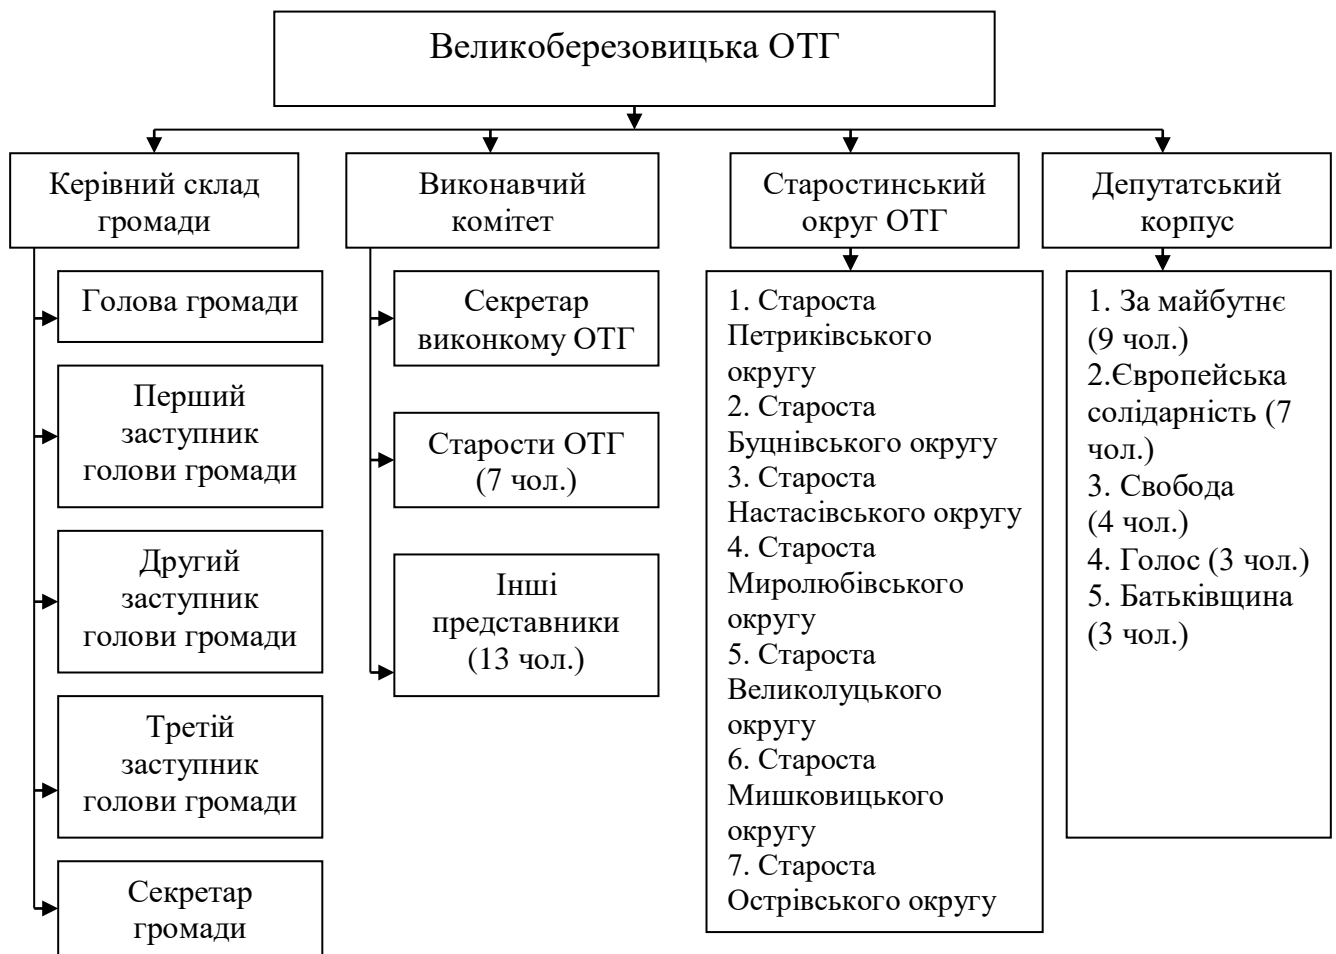 Великоберезовицька ОТГ
Керівний склад
громади
Виконавчий
комітет
Старостинський
округ ОТГ
Депутатський
корпус
Голова громади
Перший
заступник
голови громади
Другий
заступник
голови громади
Третій
заступник
голови громади
Секретар
громади
Секретар
виконкому ОТГ
Старости ОТГ
(7 чол.)
Інші
представники
(13 чол.)
1. Староста
Петриківського
округу
2. Староста
Буцнівського округу
3. Староста
Настасівського округу
4. Староста
Миролюбівського
округу
5. Староста
Великолуцького
округу
6. Староста
Мишковицького
округу
7. Староста
Острівського округу
1. За майбутнє
(9 чол.)
2.Європейська
солідарність (7
чол.)
3. Свобода
(4 чол.)
4. Голос (3 чол.)
5. Батьківщина
(3 чол.)